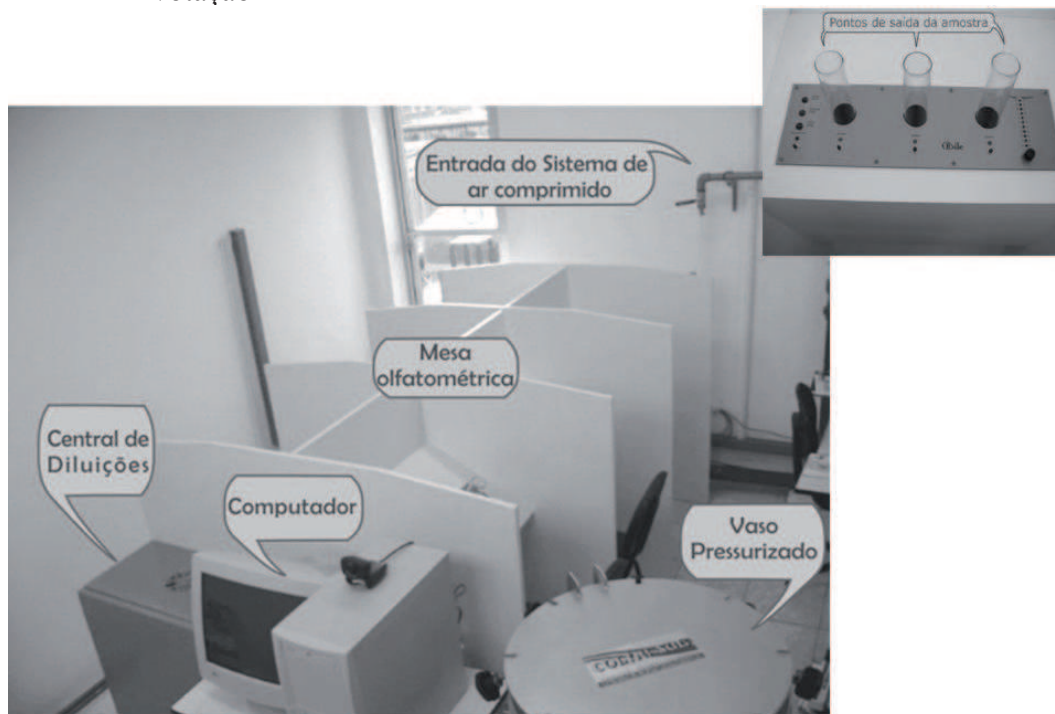 Pontos de saída da amostra
Entrada do Sistema de
ar comprimido
Mesa
olfatométrica
Central de
Diluições
Computador
Vaso
Pressurizado